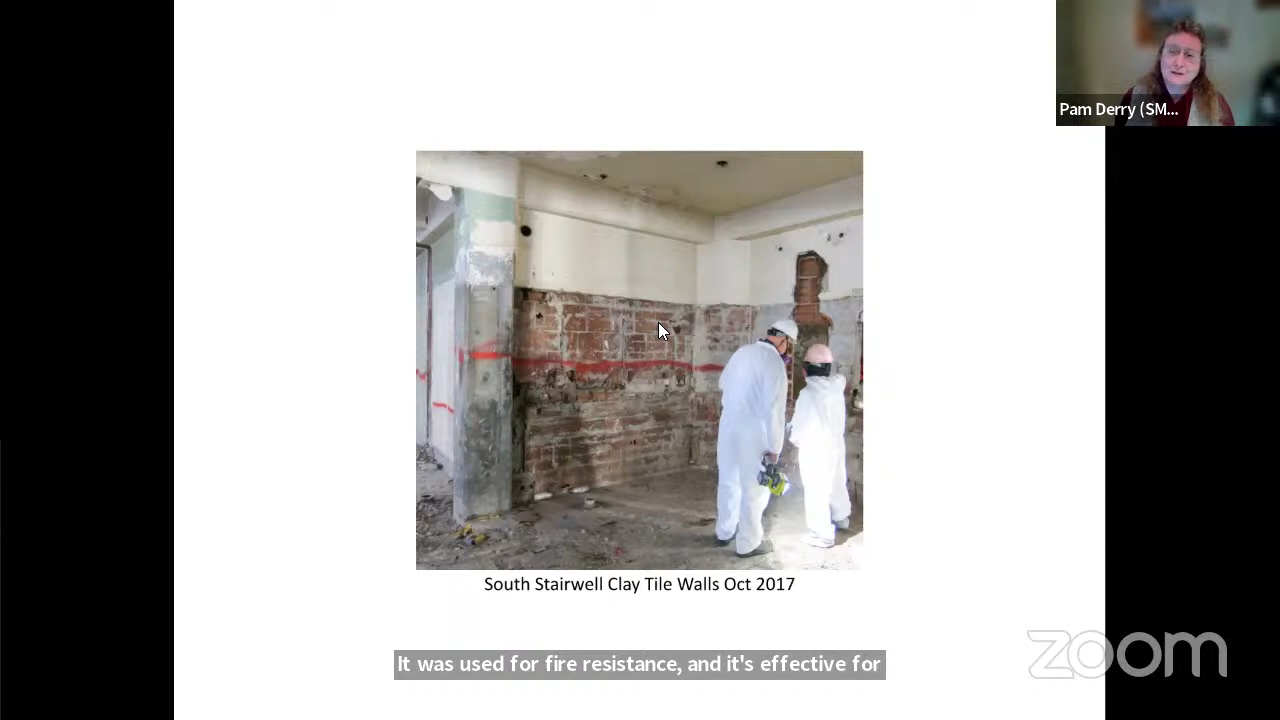 Pam Derry (SM...
South Stairwell Clay Tile Walls Oct 2017
It was used for fire resistance, and it's effective for
zoom